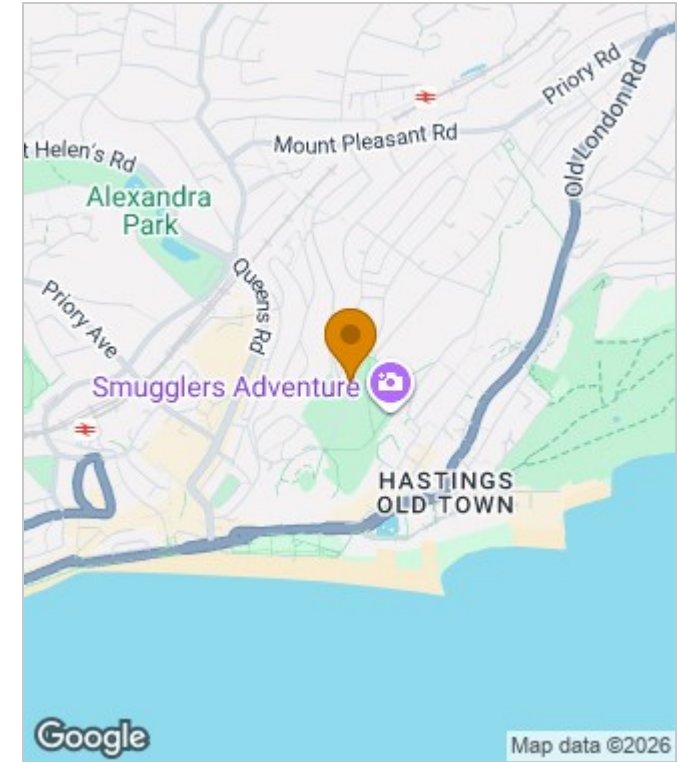 Priory Rd
Mount Pleasant Rd
Old London Rd
t Helen's Rd
Alexandra
Park
Queens Rd
Priory Ave
Smugglers Adventure
HASTINGS
OLD TOWN
Google
Map data ©2026